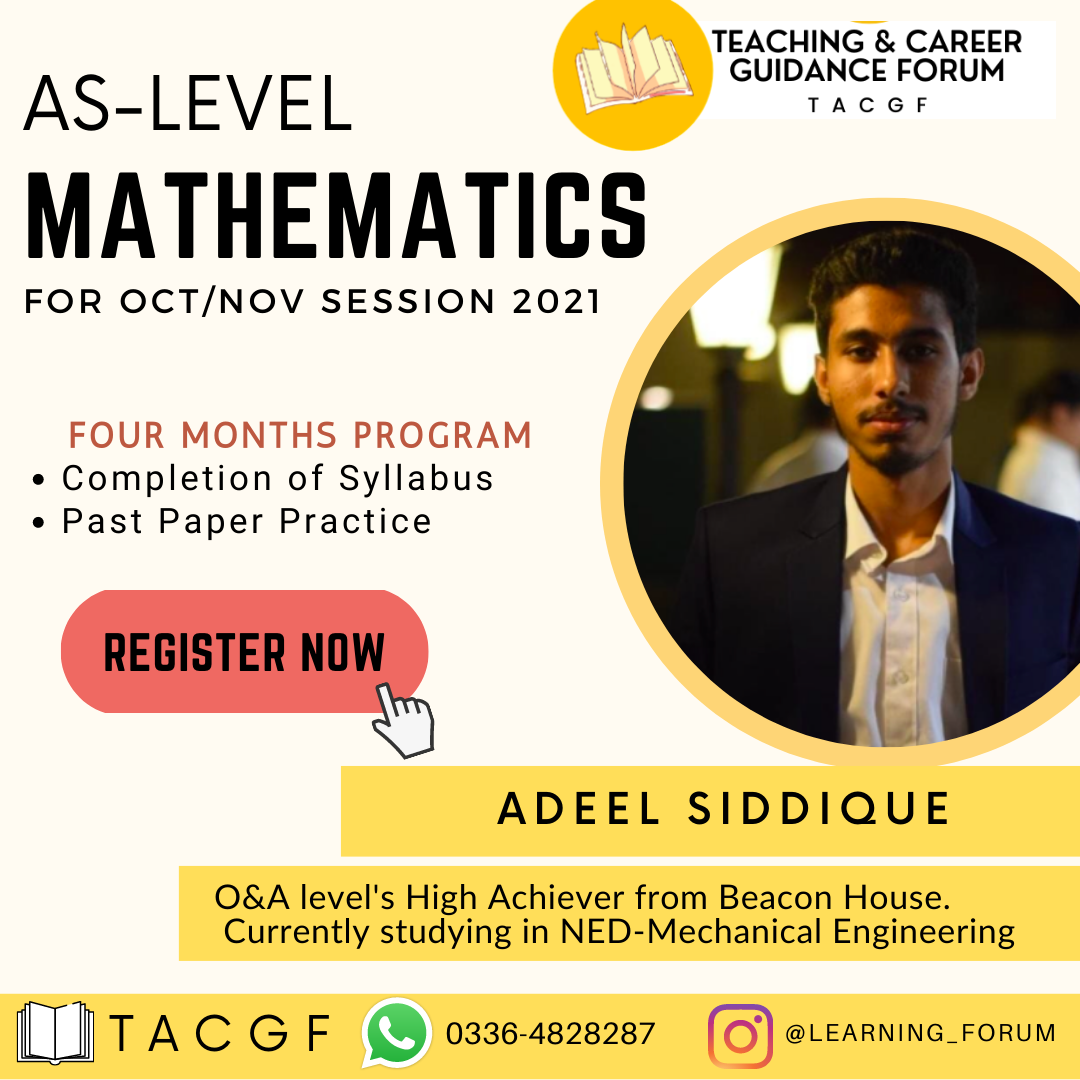 TEACHING & CAREER
GUIDANCE FORUM
TACGF
AS-LEVEL
MATHEMATICS
FOR OCT/NOV SESSION 2021
FOUR MONTHS PROGRAM
• Completion of Syllabus
• Past Paper Practice
REGISTER NOW
ADEEL SIDDIQUE
O&A level's High Achiever from Beacon House.
Currently studying in NED-Mechanical Engineering
TACGF 0336-4828287 @LEARNING_FORUM